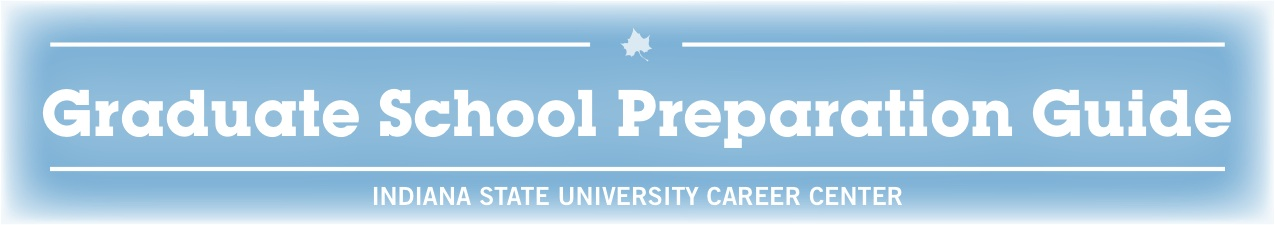 Graduate School Preparation Guide
INDIANA STATE UNIVERSITY CAREER CENTER